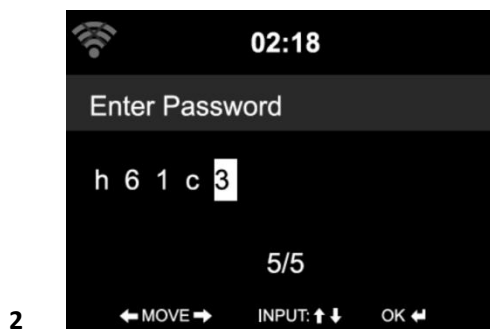 02:18
Enter Password
h 6 1 c 3
5/5
2
←MOVE→ INPUT:↑↓ OK ↵